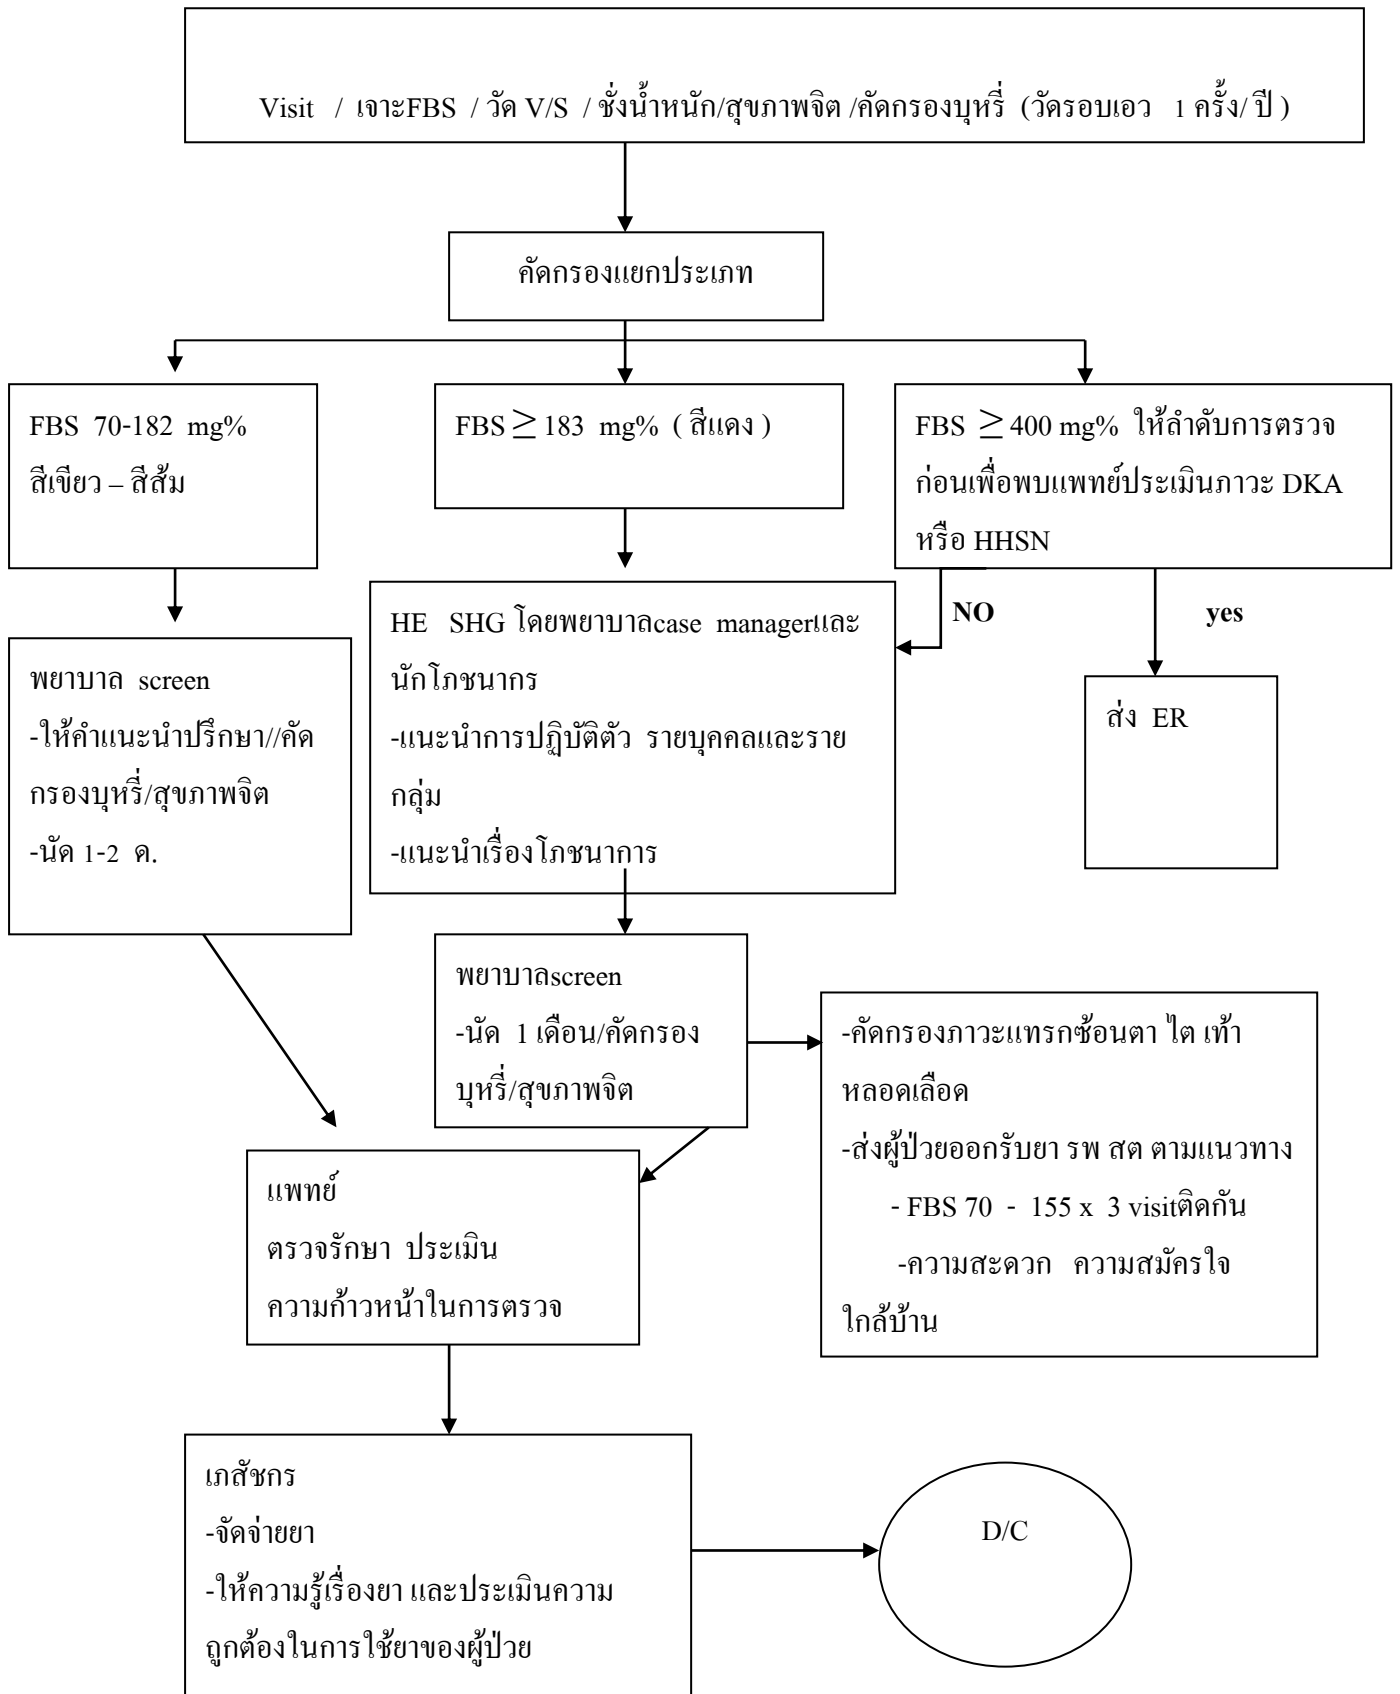 Visit / เจาะFBS / วัด V/S / ชั่งน้ำหนัก/สุขภาพจิต /คัดกรองบุหรี่ (วัดรอบเอว 1 ครั้ง/ ปี )
คัดกรองแยกประเภท
FBS 70-182 mg%
สีเขียว – สีส้ม
FBS ≥ 183 mg% ( สีแดง )
FBS ≥ 400 mg% ให้ลำดับการตรวจ
ก่อนเพื่อพบแพทย์ประเมินภาวะ DKA
หรือ HHSN
NO
yes
HE SHG โดยพยาบาลcase managerและ
นักโภชนากร
-แนะนำการปฏิบัติตัว รายบุคคลและราย
กลุ่ม
-แนะนำเรื่องโภชนาการ
พยาบาล screen
-ให้คำแนะนำปรึกษา//คัด
กรองบุหรี่/สุขภาพจิต
-นัด 1-2 ด.
ส่ง ER
พยาบาลscreen
-นัด 1 เดือน/คัดกรอง
บุหรี่/สุขภาพจิต
-คัดกรองภาวะแทรกซ้อนตา ไต เท้า
หลอดเลือด
-ส่งผู้ป่วยออกรับยา รพ สต ตามแนวทาง
- FBS 70 - 155 x 3 visitติดกัน
-ความสะดวก ความสมัครใจ
ใกล้บ้าน
แพทย์
ตรวจรักษา ประเมิน
ความก้าวหน้าในการตรวจ
เภสัชกร
-จัดจ่ายยา
-ให้ความรู้เรื่องยา และประเมินความ
ถูกต้องในการใช้ยาของผู้ป่วย
D/C